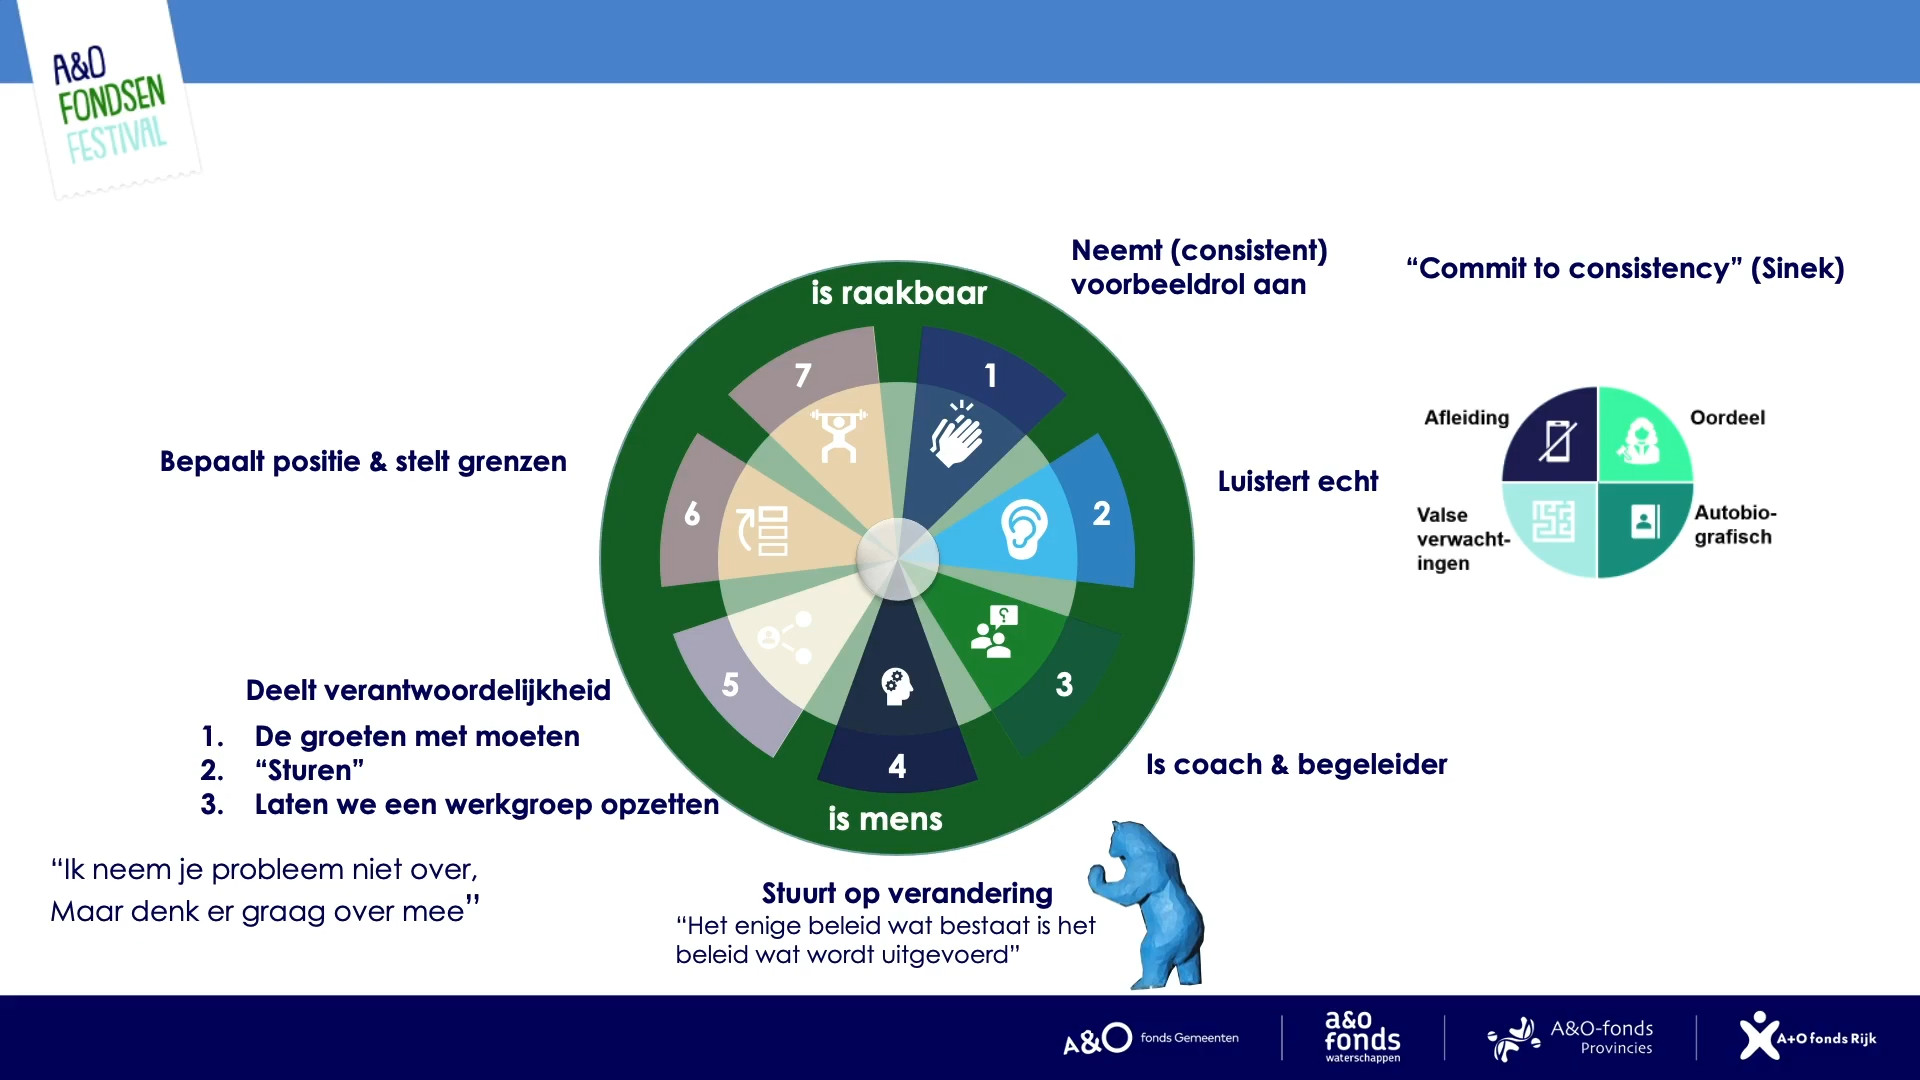 A&O
FONDSEN
FESTIVAL
Neemt (consistent)
voorbeeldrol aan
“Commit to consistency” (Sinek)
is raakbaar
7
1
6
2
5
3
4
is mens
Afleiding
Oordeel
Valse
verwacht-
ingen
Autobio-
grafisch
Bepaalt positie & stelt grenzen
Luistert echt
Deelt verantwoordelijkheid
1. De groeten met moeten
2. “Sturen”
3. Laten we een werkgroep opzetten
Is coach & begeleider
“Ik neem je probleem niet over,
Maar denk er graag over mee”
Stuurt op verandering
“Het enige beleid wat bestaat is het
beleid wat wordt uitgevoerd”
A&O fonds Gemeenten
a&o
fonds
waterschappen
A&O-fonds
Provincies
A+O fonds Rijk